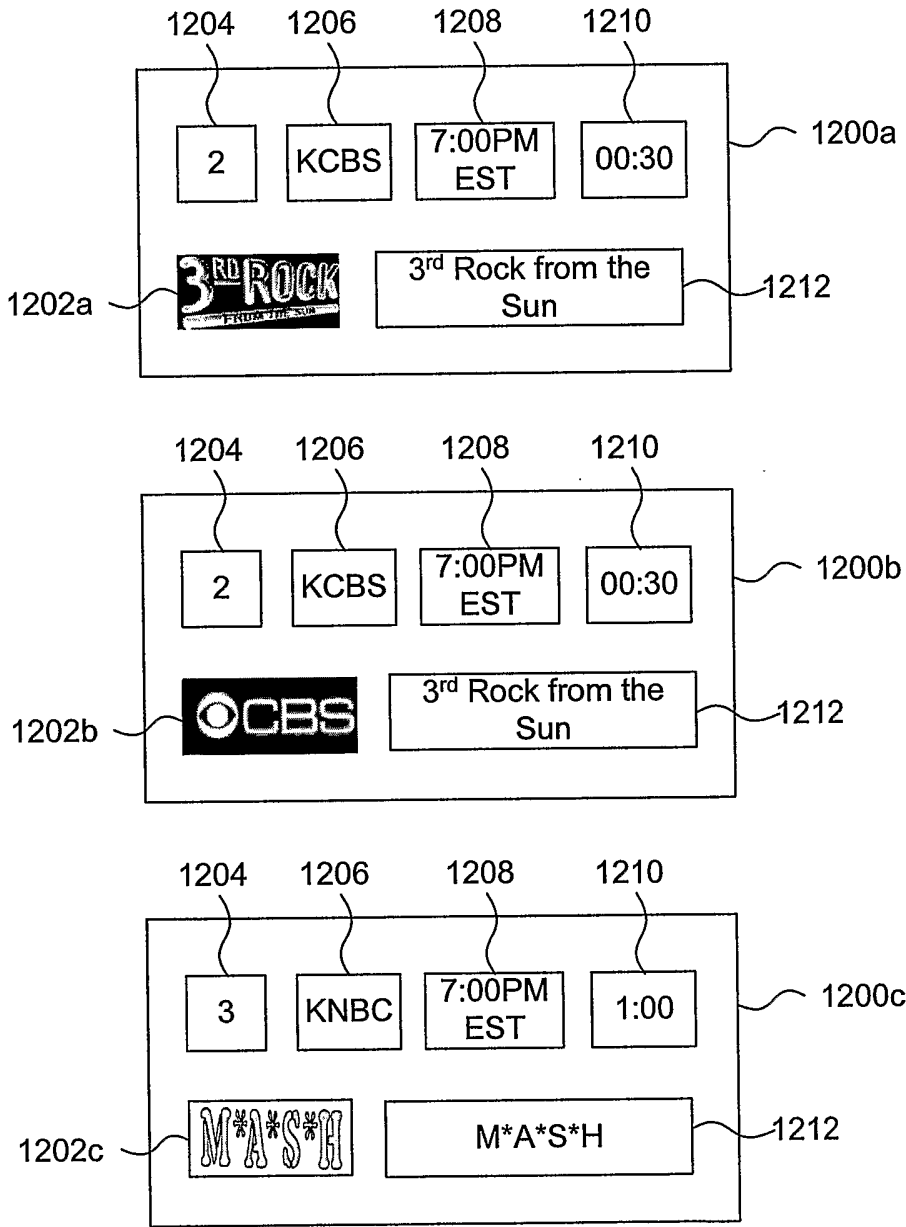 1204 1206 1208 1210
2 KCBS 7:00PM EST 00:30
1200a
3RD ROCK
FROM THE SUN
3rd Rock from the
Sun
1202a
1212
1204 1206 1208 1210
2 KCBS 7:00PM EST 00:30
1200b
CBS
3rd Rock from the
Sun
1202b
1212
1204 1206 1208 1210
3 KNBC 7:00PM EST 1:00
1200c
M*A*S*H
M*A*S*H
1202c
1212